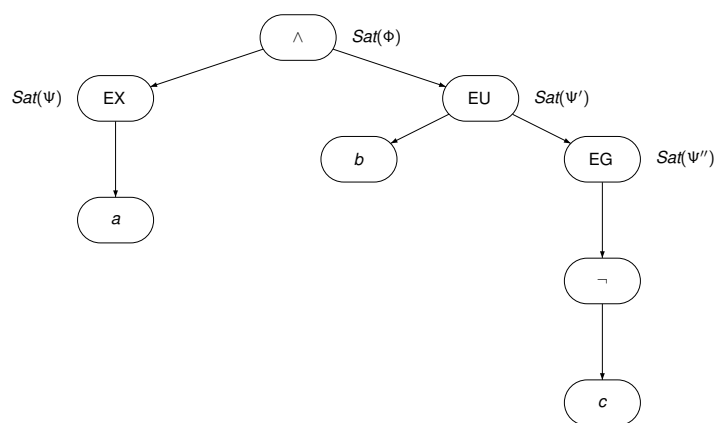 ∧ Sat(Φ)
Sat(Ψ) EX EU Sat(Ψ′)
b EG Sat(Ψ″)
a
¬
c